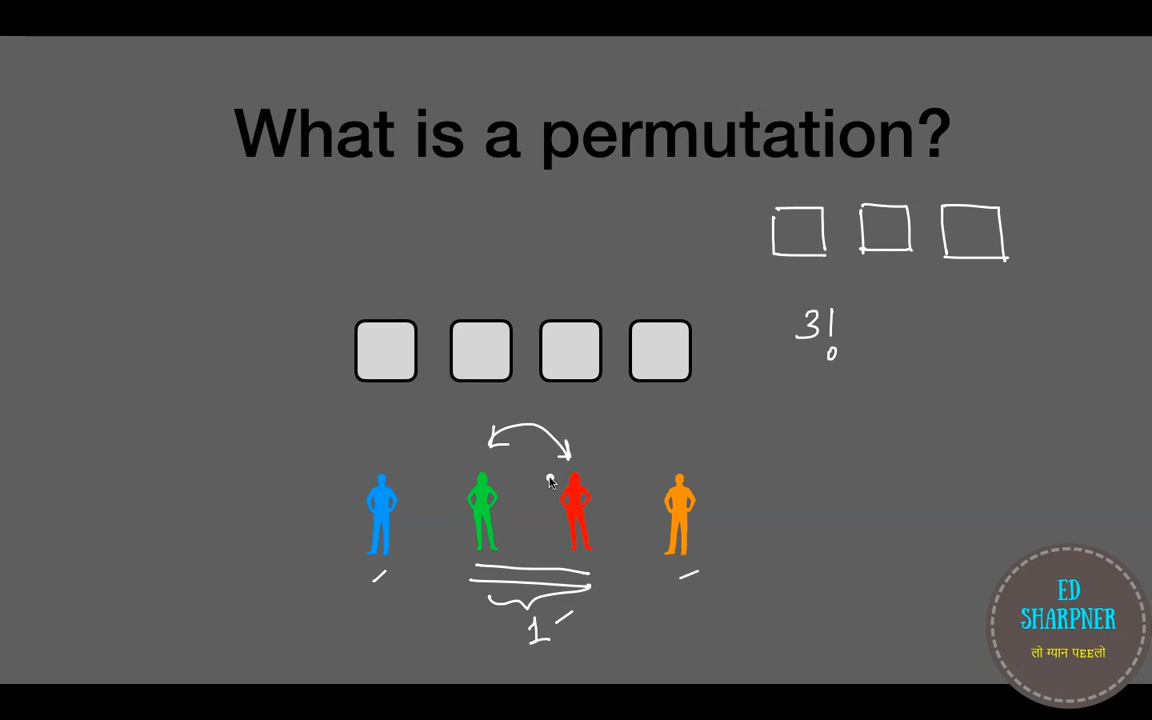 What is a permutation?
3!
1
ED
SHARPNER
लो ग्यान पEEलो